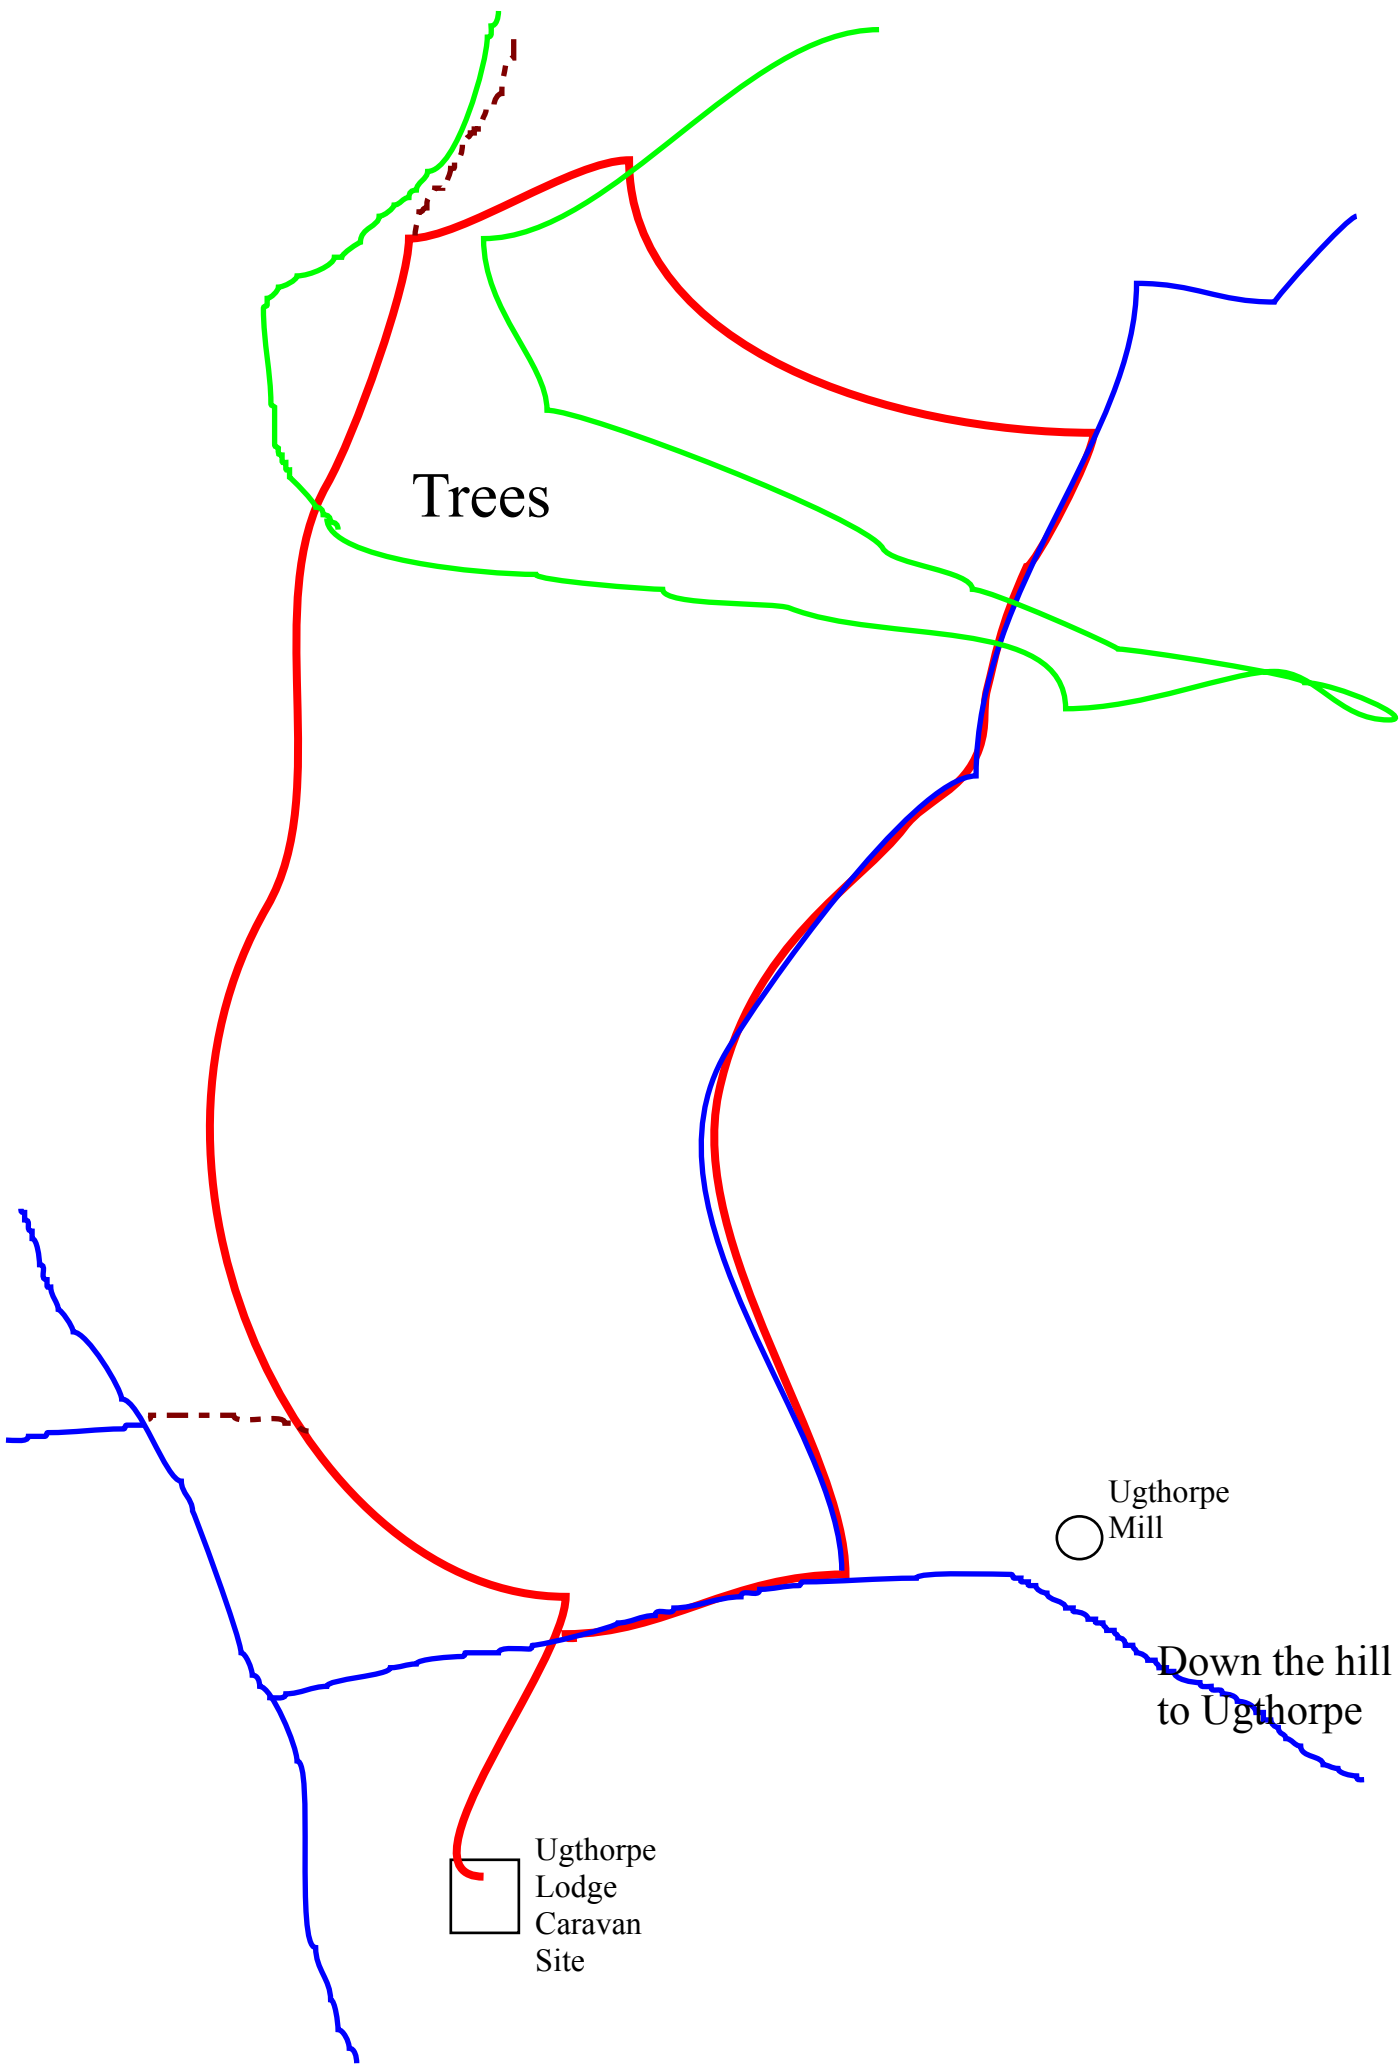 Trees
Ugthorpe
Mill
Down the hill
to Ugthorpe
Ugthorpe
Lodge
Caravan
Site